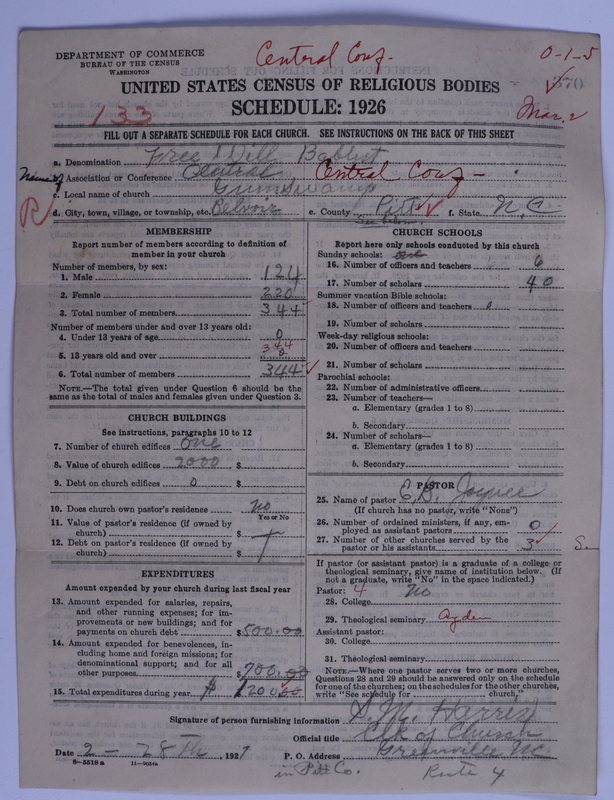 DEPARTMENT OF COMMERCE
BUREAU OF THE CENSUS
WASHINGTON
Central Conf-
0-1-5
370
Mar. 2
133
UNITED STATES CENSUS OF RELIGIOUS BODIES
SCHEDULE: 1926
FILL OUT A SEPARATE SCHEDULE FOR EACH CHURCH. SEE INSTRUCTIONS ON THE BACK OF THIS SHEET
a. Denomination Free Will Babtist
Name of Association or Conference Central Central Conf-
c. Local name of church
R
d. City, town, village, or township, etc. Belvoir e. County Pitt f. State N.C
MEMBERSHIP
Report number of members according to definition of member in your church
Number of members, by sex:
1. Male 124
2. Female 220
3. Total number of members 344
Number of members under and over 13 years old:
4. Under 13 years of age 0
5. 13 years old and over 344 0
6. Total number of members 344
NOTE.—The total given under Question 6 should be the same as the total of males and females given under Question 3.
CHURCH BUILDINGS
See instructions, paragraphs 10 to 12
7. Number of church edifices one
8. Value of church edifices 2000 $
9. Debt on church edifices 0 $
10. Does church own pastor's residence no
Yes or No
11. Value of pastor's residence (if owned by church) $
12. Debt on pastor's residence (if owned by church) $
EXPENDITURES
Amount expended by your church during last fiscal year
13. Amount expended for salaries, repairs, and other running expenses; for improvements or new buildings; and for payments on church debt $500.00
14. Amount expended for benevolences, including home and foreign missions; for denominational support; and for all other purposes 700.00
15. Total expenditures during year $ 1200.00
CHURCH SCHOOLS
Report here only schools conducted by this church
Sunday schools: one
16. Number of officers and teachers 6
17. Number of scholars 40
Summer vacation Bible schools:
18. Number of officers and teachers 0
19. Number of scholars
Week-day religious schools:
20. Number of officers and teachers
21. Number of scholars
Parochial schools:
22. Number of administrative officers
23. Number of teachers—
a. Elementary (grades 1 to 8)
b. Secondary
24. Number of scholars—
a. Elementary (grades 1 to 8)
b. Secondary
PASTOR
25. Name of pastor C.B. Joyner
(If church has no pastor, write "None")
26. Number of ordained ministers, if any, employed as assistant pastors 0
27. Number of other churches served by the pastor or his assistants 3 S.
If pastor (or assistant pastor) is a graduate of a college or theological seminary, give name of institution below. (If not a graduate, write "No" in the space indicated.)
Pastor: 4 no
28. College
29. Theological seminary Ayden
Assistant pastor:
30. College
31. Theological seminary
NOTE.—Where one pastor serves two or more churches, Questions 28 and 29 should be answered only on the schedule for one of the churches; on the schedules for the other churches, write "See schedule for church."
Signature of person furnishing information S.M. Harris
Official title Clk of Church
Date 2 - 28th, 1927 P. O. Address Greenville N.C.
8—5518 a 11—9054a
in Pitt Co. Route 4